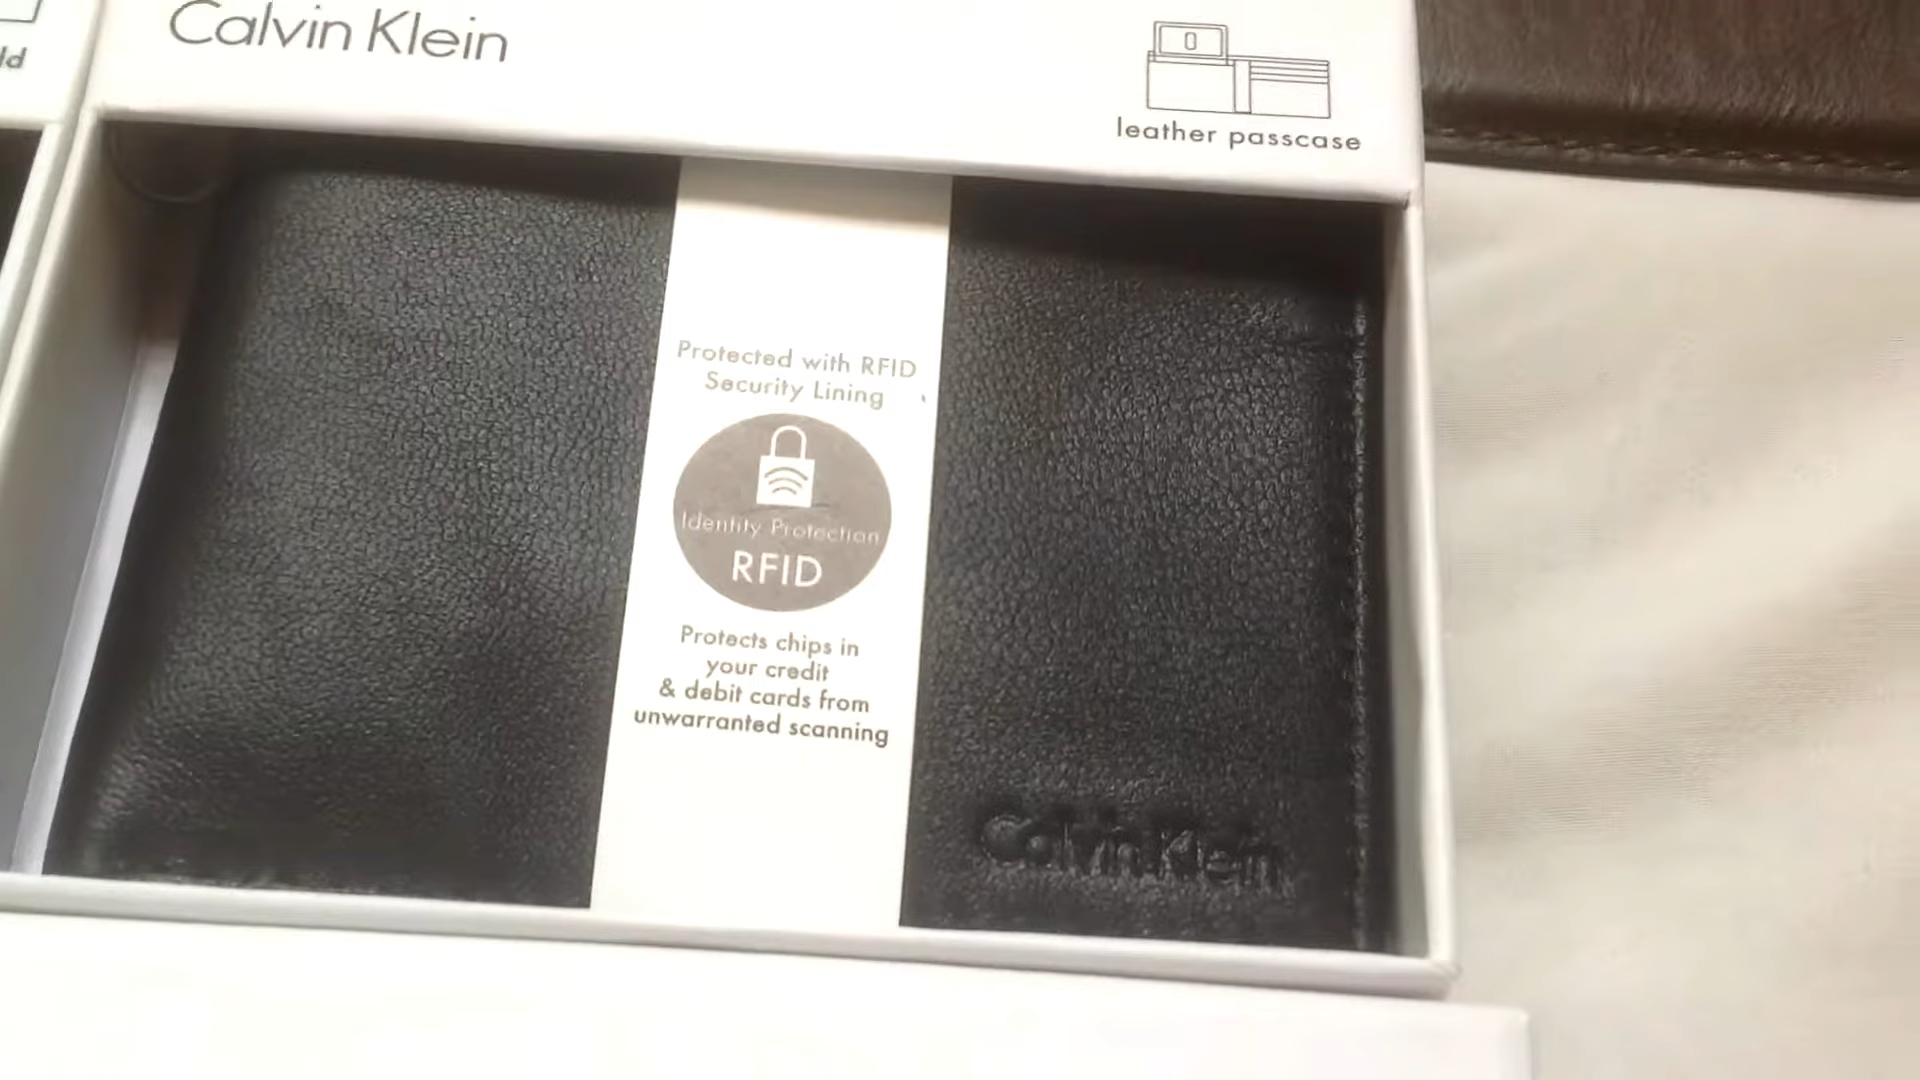 ld
Calvin Klein
leather passcase
Protected with RFID
Security Lining
Identity Protection
RFID
Protects chips in
your credit
& debit cards from
unwarranted scanning
Calvin Klein